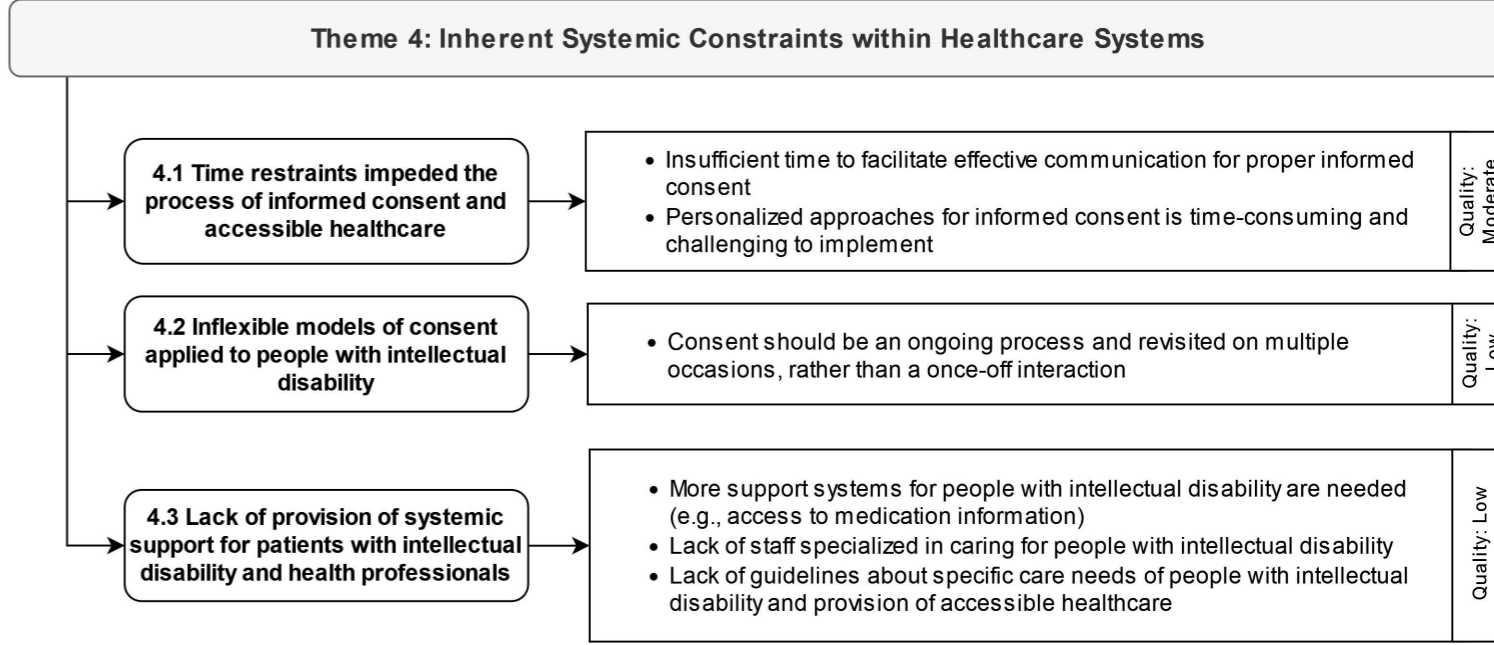 Theme 4: Inherent Systemic Constraints within Healthcare Systems
4.1 Time restraints impeded the
process of informed consent and
accessible healthcare
• Insufficient time to facilitate effective communication for proper informed
consent
• Personalized approaches for informed consent is time-consuming and
challenging to implement
Quality:
Moderate
4.2 Inflexible models of consent
applied to people with intellectual
disability
• Consent should be an ongoing process and revisited on multiple
occasions, rather than a once-off interaction
Quality:
Low
4.3 Lack of provision of systemic
support for patients with intellectual
disability and health professionals
• More support systems for people with intellectual disability are needed
(e.g., access to medication information)
• Lack of staff specialized in caring for people with intellectual disability
• Lack of guidelines about specific care needs of people with intellectual
disability and provision of accessible healthcare
Quality: Low